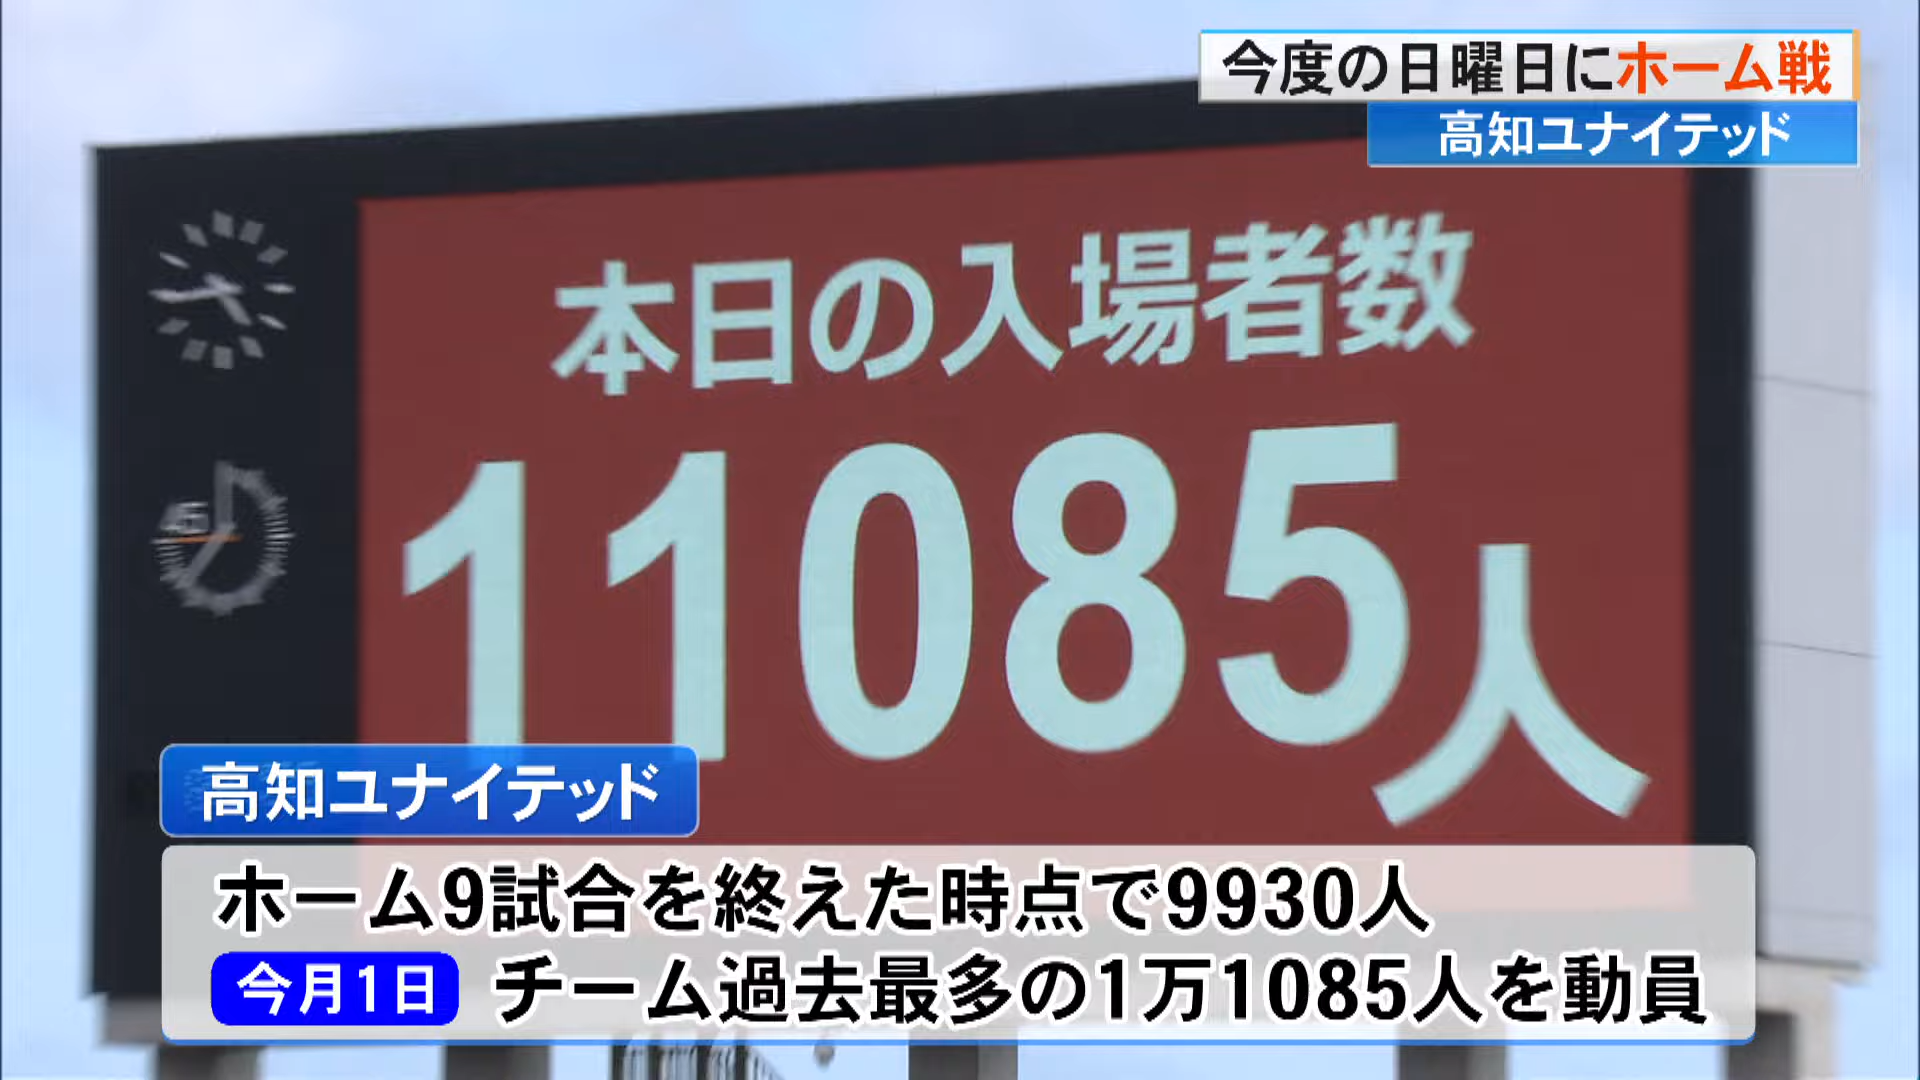 今度の日曜日にホーム戦
高知ユナイテッド
本日の入場者数
11085人
45
高知ユナイテッド
ホーム9試合を終えた時点で9930人
今月1日 チーム過去最多の1万1085人を動員